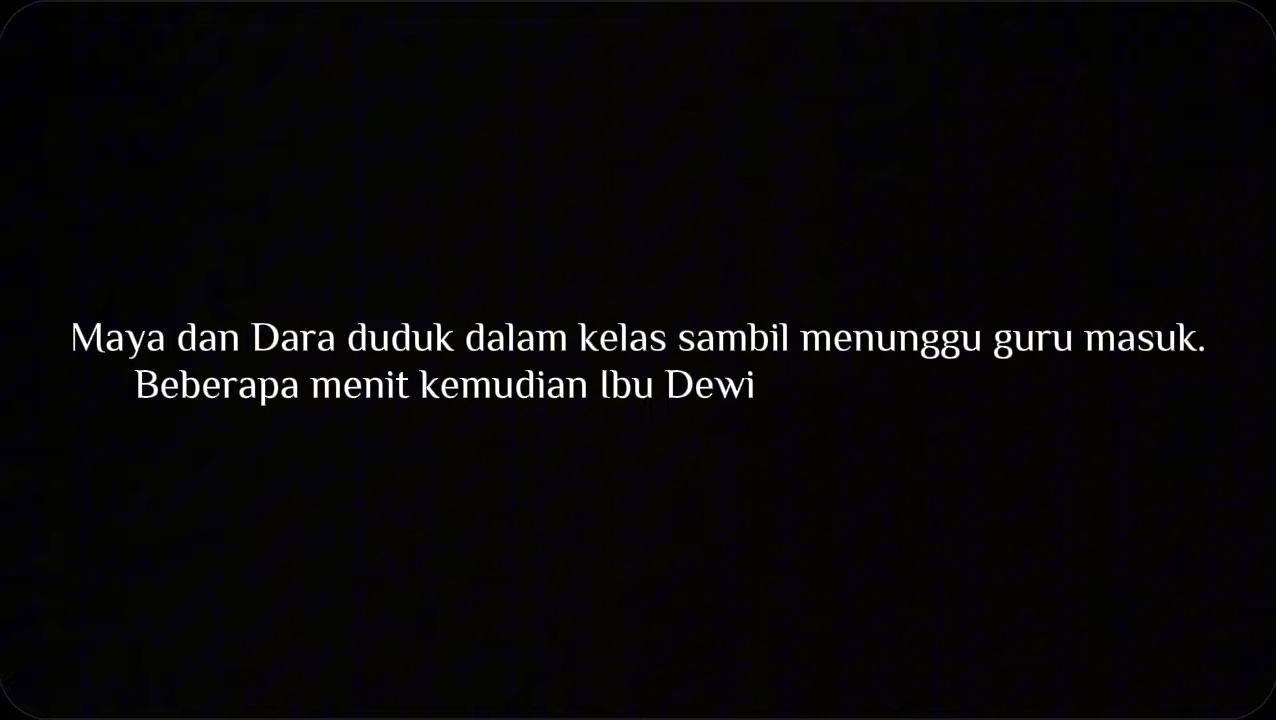 Maya dan Dara duduk dalam kelas sambil menunggu guru masuk.
Beberapa menit kemudian Ibu Dewi